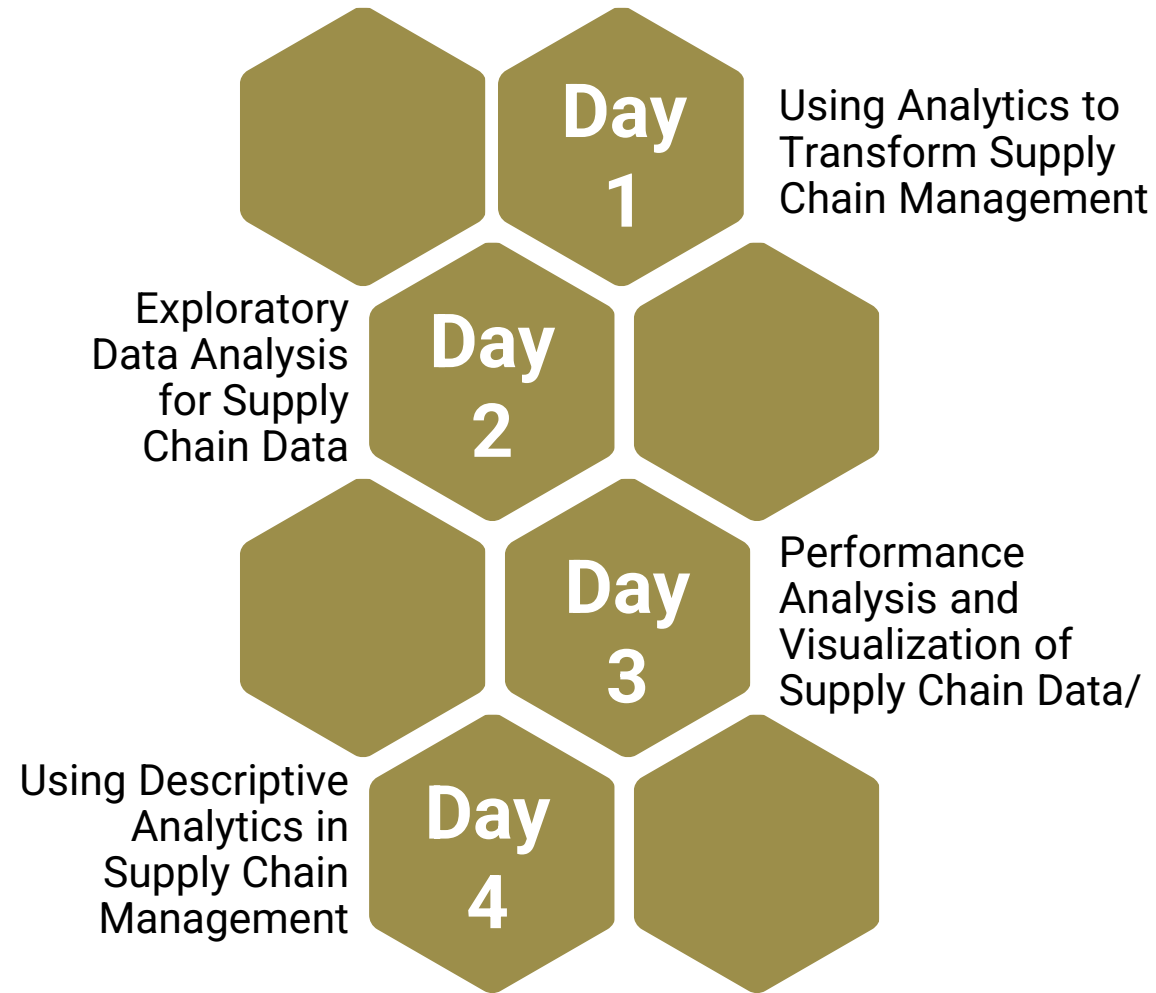 Day
1
Using Analytics to
Transform Supply
Chain Management
Exploratory
Data Analysis
for Supply
Chain Data
Day
2
Day
3
Performance
Analysis and
Visualization of
Supply Chain Data/
Using Descriptive
Analytics in
Supply Chain
Management
Day
4